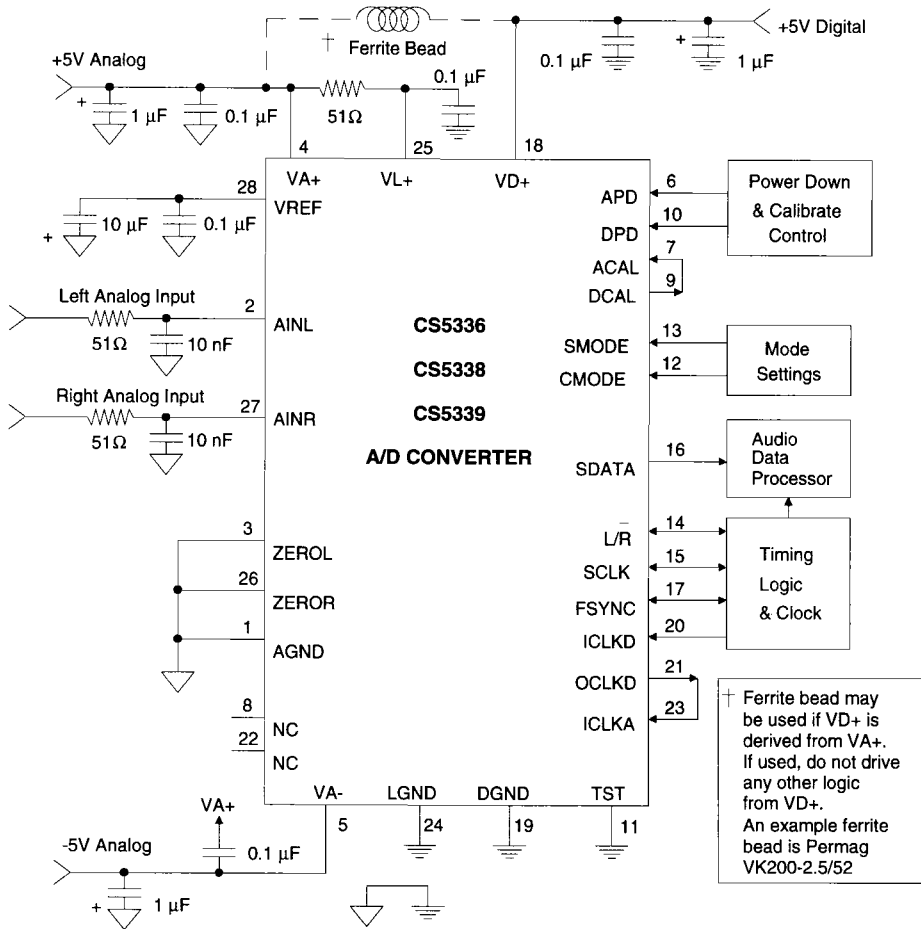 +5V Digital
† Ferrite Bead
0.1 µF
+
1 µF
+5V Analog
0.1 µF
+
1 µF
0.1 µF
51Ω
4
25
18
VA+
VL+
VD+
28
VREF
+
10 µF
0.1 µF
APD
6
DPD
10
Power Down
& Calibrate
Control
ACAL
7
DCAL
9
Left Analog Input
2
AINL
51Ω
10 nF
CS5336
CS5338
CS5339
A/D CONVERTER
SMODE
13
CMODE
12
Mode
Settings
Right Analog Input
27
AINR
51Ω
10 nF
SDATA
16
Audio
Data
Processor
3
ZEROL
26
ZEROR
1
AGND
L/R̅
14
SCLK
15
FSYNC
17
ICLKD
20
Timing
Logic
& Clock
OCLKD
21
ICLKA
23
8
NC
22
NC
† Ferrite bead may
be used if VD+ is
derived from VA+.
If used, do not drive
any other logic
from VD+.
An example ferrite
bead is Permag
VK200-2.5/52
VA-
LGND
DGND
TST
5
24
19
11
VA+
0.1 µF
-5V Analog
+
1 µF